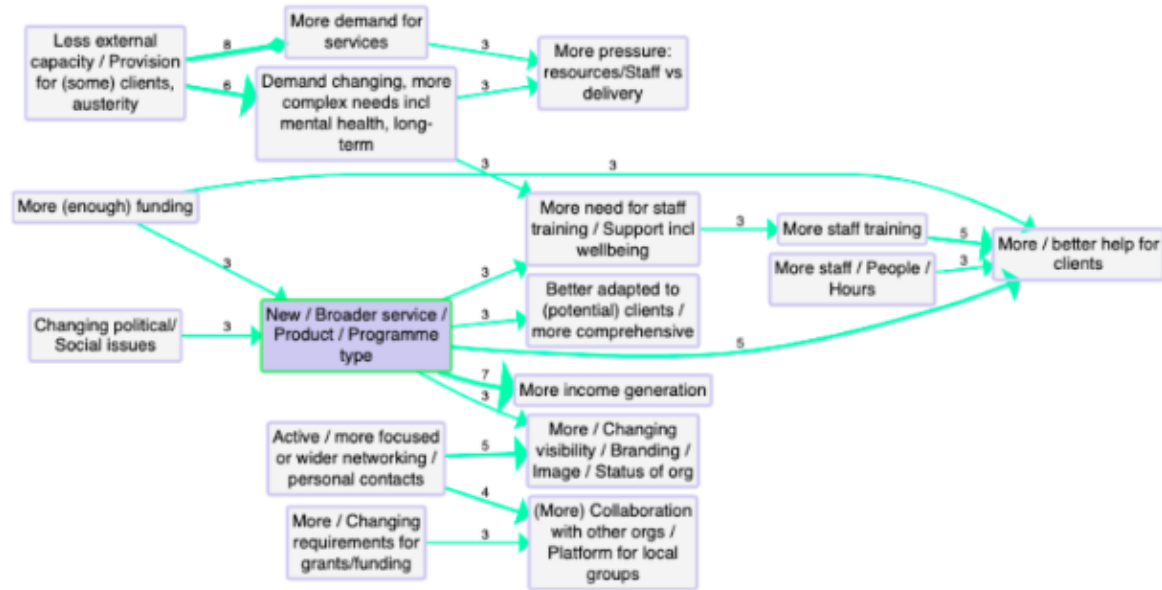 Less external
capacity / Provision
for (some) clients,
austerity
8
6
More demand for
services
Demand changing, more
complex needs incl
mental health, long-
term
3
3
More pressure:
resources/Staff vs
delivery
3
3
More (enough) funding
More need for staff
training / Support incl
wellbeing
3
More staff training
5
More / better help for
clients
More staff / People /
Hours
3
3
3
Better adapted to
(potential) clients /
more comprehensive
3
Changing political/
Social issues
3
New / Broader service /
Product / Programme
type
5
7
3
More income generation
More / Changing
visibility / Branding /
Image / Status of org
Active / more focused
or wider networking /
personal contacts
5
4
More / Changing
requirements for
grants/funding
3
(More) Collaboration
with other orgs /
Platform for local
groups